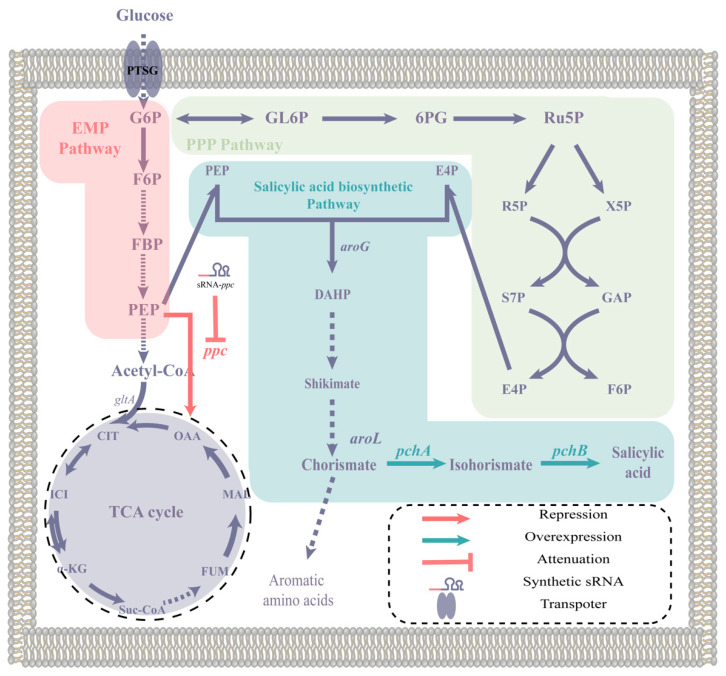 Glucose
PTSG
G6P
GL6P
6PG
Ru5P
EMP
Pathway
PPP Pathway
F6P
PEP
E4P
Salicylic acid biosynthetic
Pathway
R5P
X5P
FBP
aroG
sRNA-ppc
DAHP
S7P
GAP
PEP
ppc
Acetyl-CoA
Shikimate
E4P
F6P
gltA
CIT
OAA
aroL
pchA
pchB
Chorismate
Isohorismate
Salicylic
acid
ICI
MAL
TCA cycle
α-KG
FUM
Suc-CoA
Aromatic
amino acids
Repression
Overexpression
Attenuation
Synthetic sRNA
Transpoter